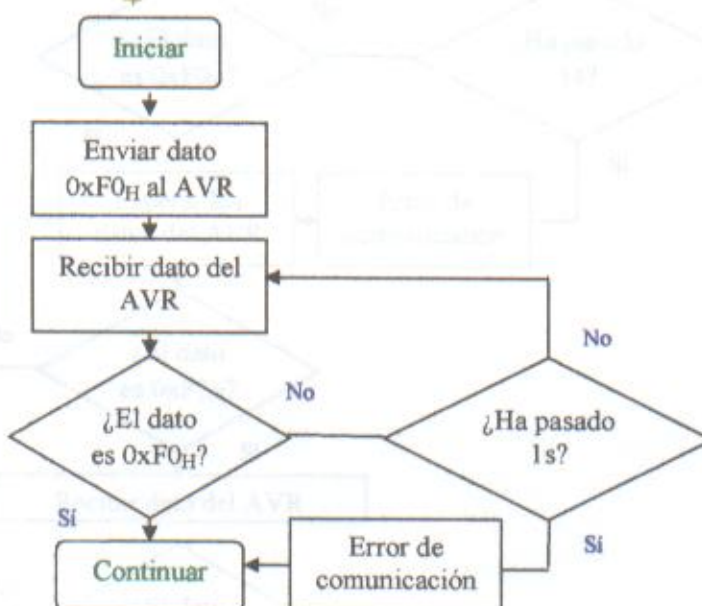 Iniciar
Enviar dato
0xF0H al AVR
Recibir dato del
AVR
No
No
¿El dato
es 0xF0H?
¿Ha pasado
1s?
Sí
Sí
Continuar
Error de
comunicación